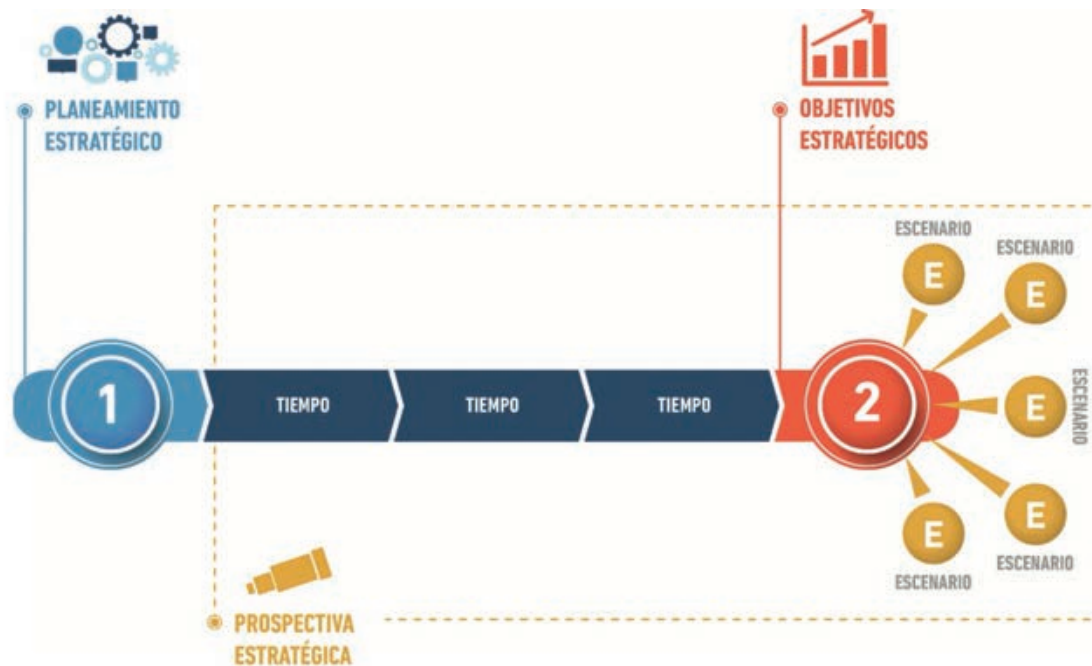 PLANEAMIENTO
ESTRATÉGICO
OBJETIVOS
ESTRATÉGICOS
ESCENARIO
E
ESCENARIO
E
1
TIEMPO
TIEMPO
TIEMPO
2
E
ESCENARIO
E
ESCENARIO
E
ESCENARIO
PROSPECTIVA
ESTRATÉGICA